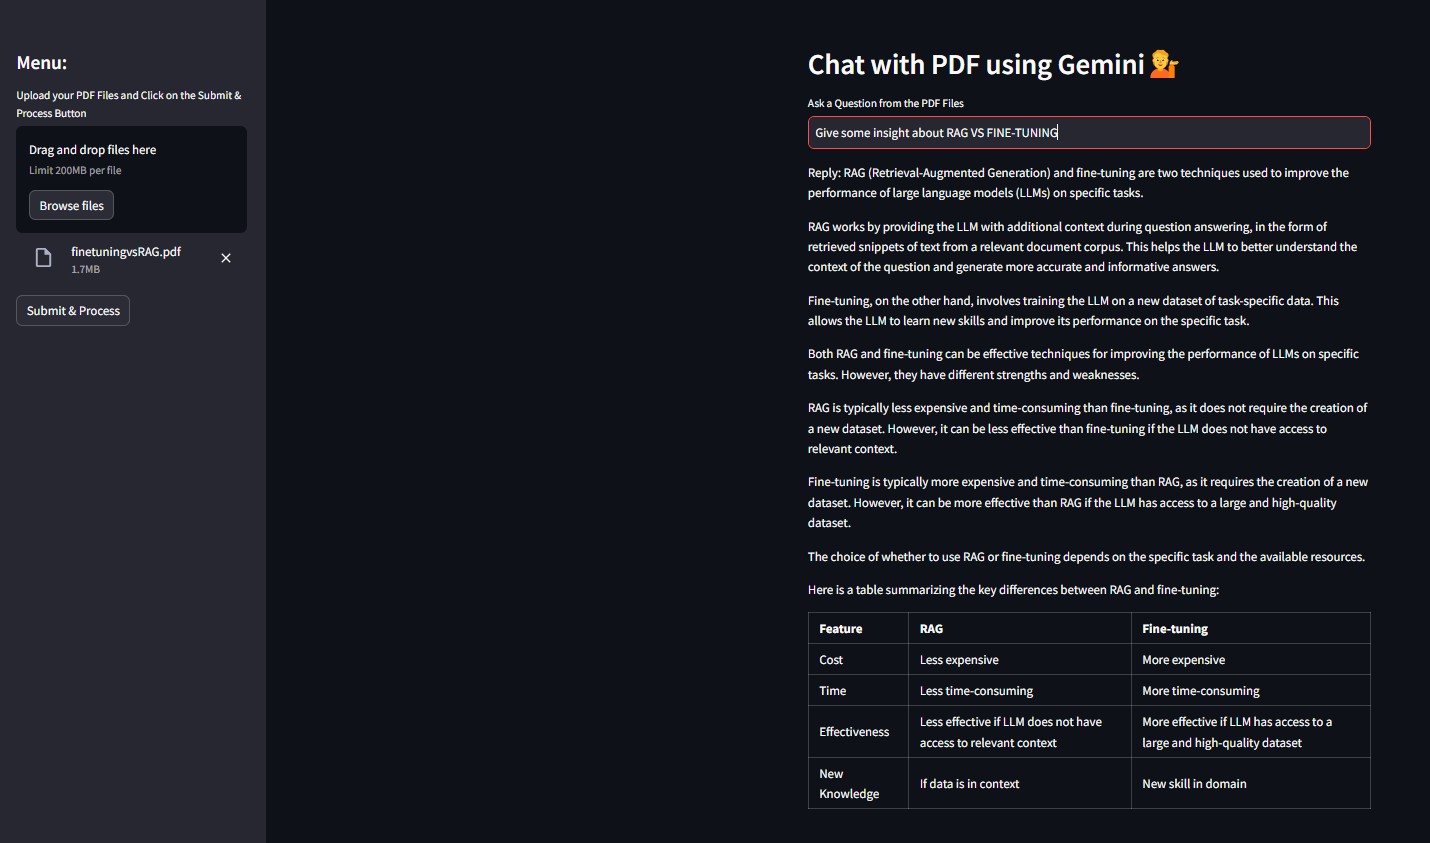 Menu:
Upload your PDF Files and Click on the Submit &
Process Button
Drag and drop files here
Limit 200MB per file
Browse files
finetuningvsRAG.pdf
1.7MB
Submit & Process
Chat with PDF using Gemini💁
Ask a Question from the PDF Files
Give some insight about RAG VS FINE-TUNING
Reply: RAG (Retrieval-Augmented Generation) and fine-tuning are two techniques used to improve the
performance of large language models (LLMs) on specific tasks.
RAG works by providing the LLM with additional context during question answering, in the form of
retrieved snippets of text from a relevant document corpus. This helps the LLM to better understand the
context of the question and generate more accurate and informative answers.
Fine-tuning, on the other hand, involves training the LLM on a new dataset of task-specific data. This
allows the LLM to learn new skills and improve its performance on the specific task.
Both RAG and fine-tuning can be effective techniques for improving the performance of LLMs on specific
tasks. However, they have different strengths and weaknesses.
RAG is typically less expensive and time-consuming than fine-tuning, as it does not require the creation of
a new dataset. However, it can be less effective than fine-tuning if the LLM does not have access to
relevant context.
Fine-tuning is typically more expensive and time-consuming than RAG, as it requires the creation of a new
dataset. However, it can be more effective than RAG if the LLM has access to a large and high-quality
dataset.
The choice of whether to use RAG or fine-tuning depends on the specific task and the available resources.
Here is a table summarizing the key differences between RAG and fine-tuning:
Feature RAG Fine-tuning
Cost Less expensive More expensive
Time Less time-consuming More time-consuming
Effectiveness Less effective if LLM does not have access to relevant context More effective if LLM has access to a large and high-quality dataset
New Knowledge If data is in context New skill in domain